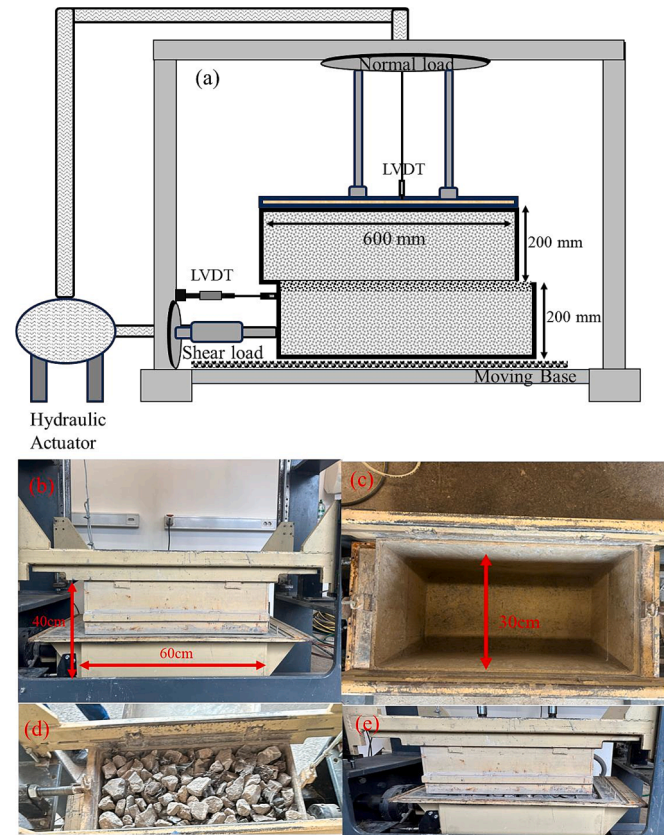 (a)
Normal load
LVDT
600 mm
200 mm
LVDT
200 mm
Shear load
Moving Base
Hydraulic
Actuator
(b)
(c)
40cm
60cm
30cm
(d)
(e)